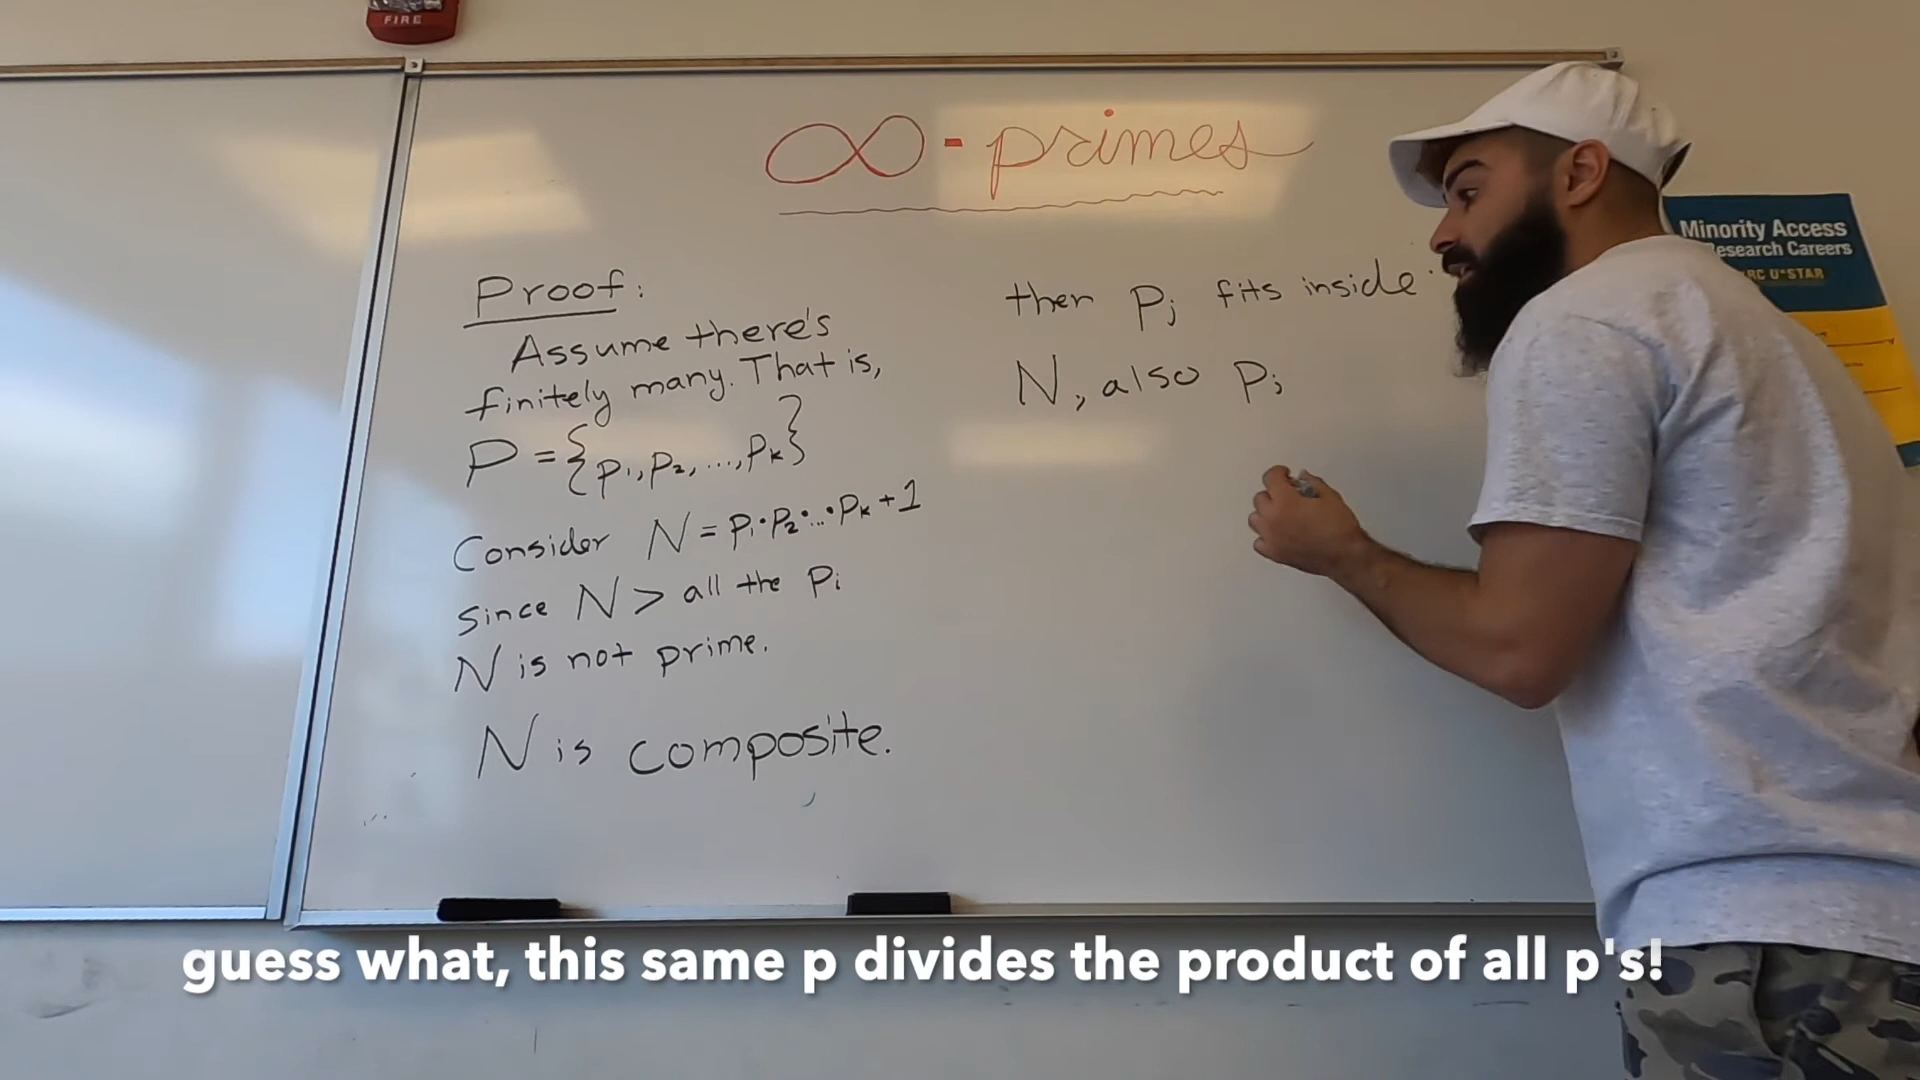 FIRE
∞-primes
Proof:
Assume there's
finitely many. That is,
P = {p₁, p₂, ..., pₖ}
Consider N = p₁·p₂·...·pₖ+1
since N > all the pᵢ
N is not prime.
N is composite.
then pⱼ fits inside
N, also pⱼ
Minority Access
Research Careers
RC U*STAR
guess what, this same p divides the product of all p's!